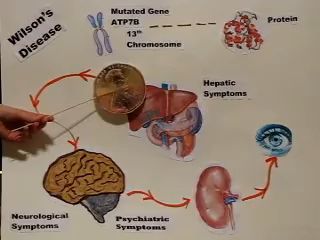 Wilson's
Disease
Mutated Gene
ATP7B
13th
Chromosome
Protein
Hepatic
Symptoms
Neurological
Symptoms
Psychiatric
Symptoms